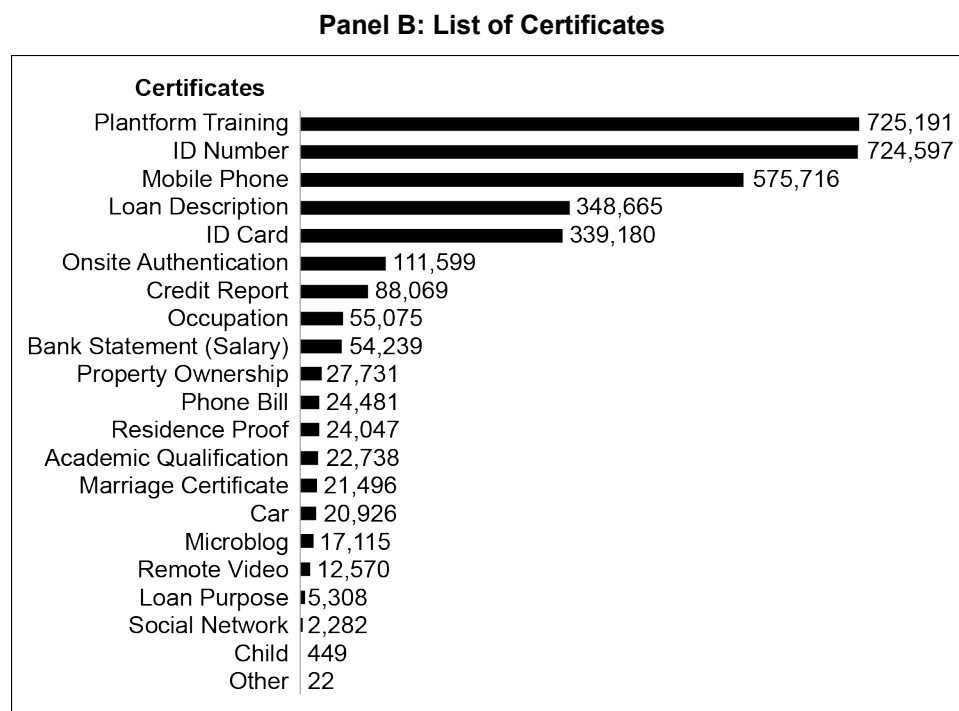 Panel B: List of Certificates
Certificates
Plantform Training 725,191
ID Number 724,597
Mobile Phone 575,716
Loan Description 348,665
ID Card 339,180
Onsite Authentication 111,599
Credit Report 88,069
Occupation 55,075
Bank Statement (Salary) 54,239
Property Ownership 27,731
Phone Bill 24,481
Residence Proof 24,047
Academic Qualification 22,738
Marriage Certificate 21,496
Car 20,926
Microblog 17,115
Remote Video 12,570
Loan Purpose 5,308
Social Network 2,282
Child 449
Other 22